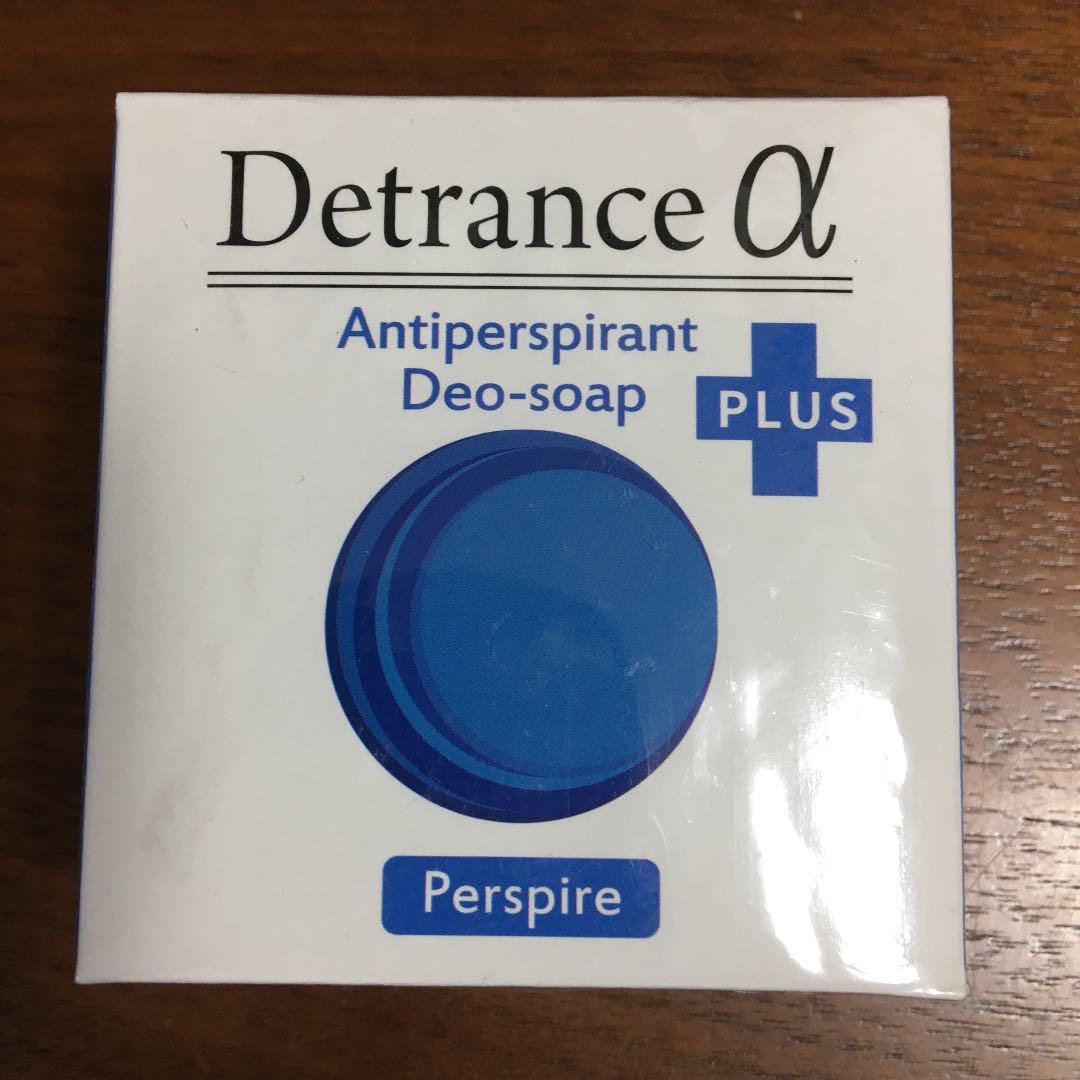 Detrance α
Antiperspirant
Deo-soap
PLUS
Perspire